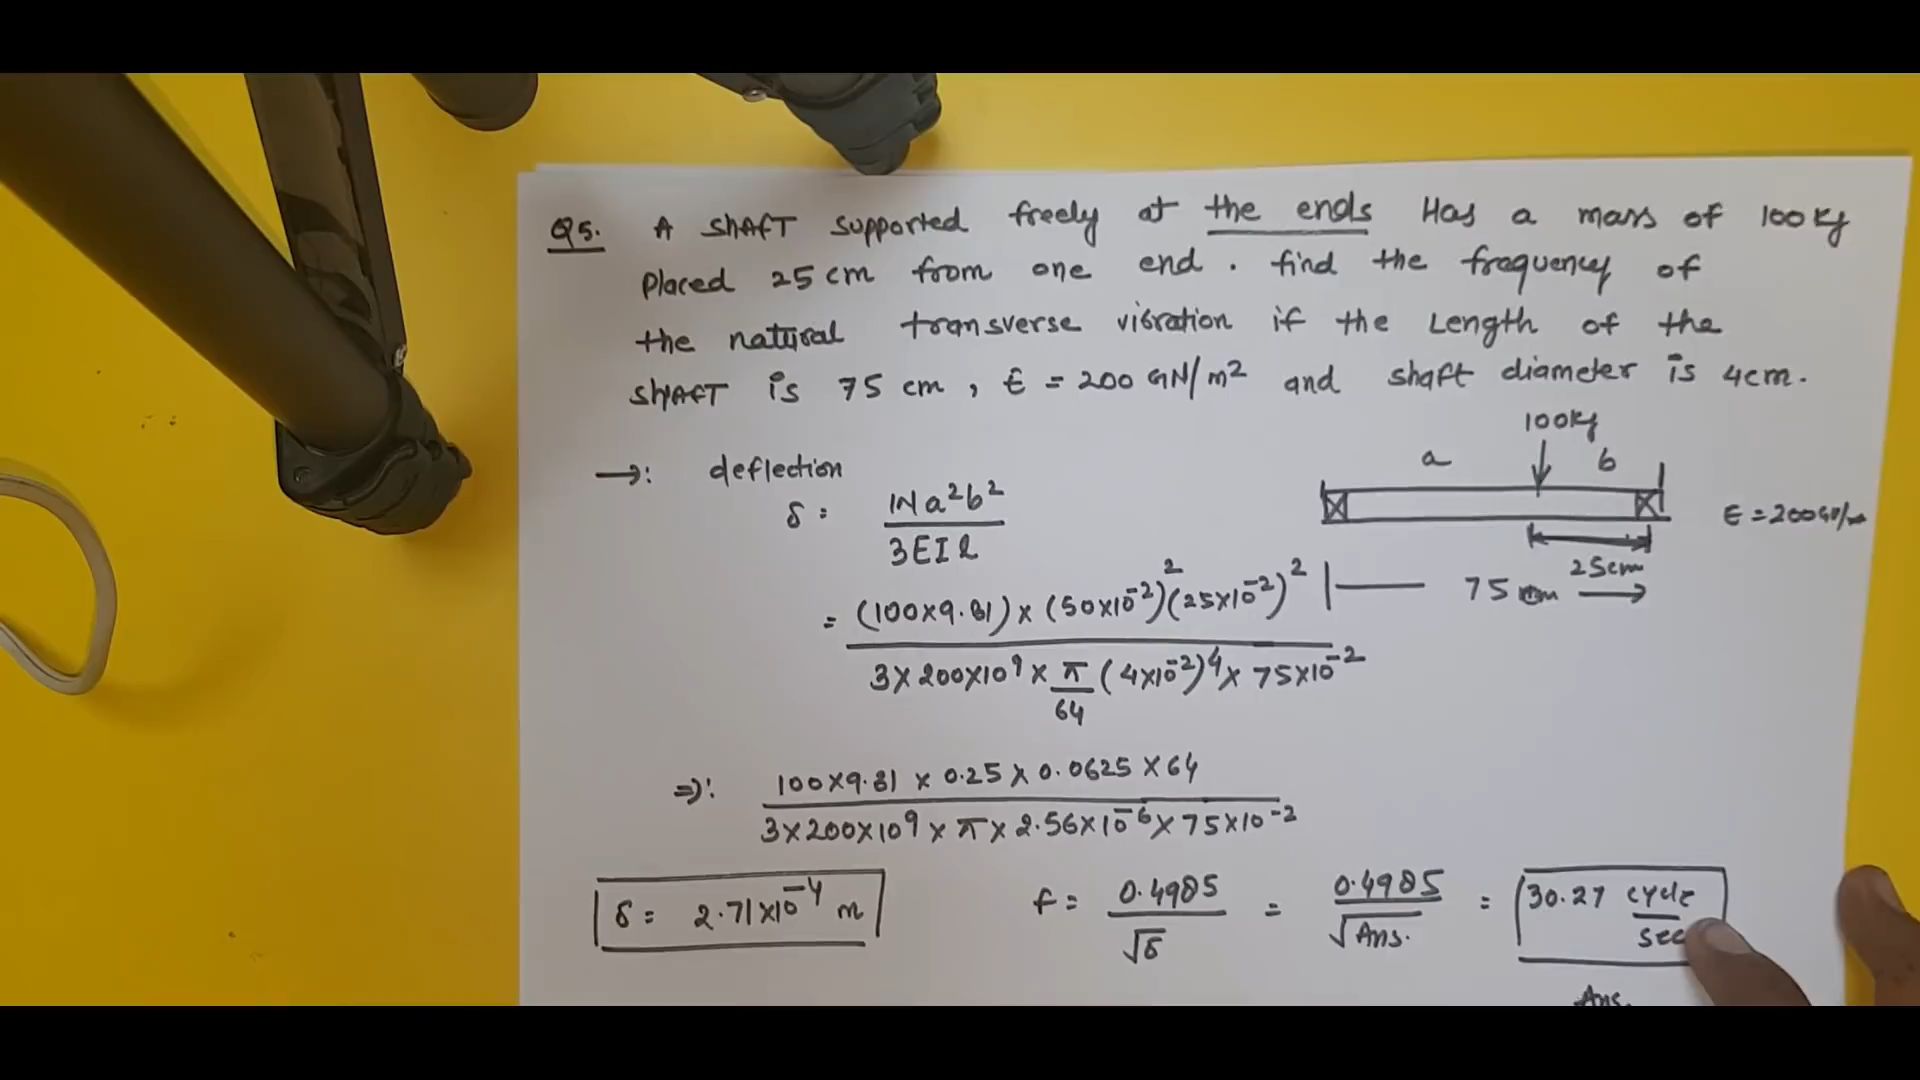 Q5. A SHAFT supported freely at the ends Has a mass of 100kg
placed 25 cm from one end. find the frequency of
the natural transverse vibration if the Length of the
SHAFT is 75 cm, E = 200 GN/m² and shaft diameter is 4cm.
→: deflection
δ = Wa²b² / 3EIl
100kg
a b
E = 200GN/m
25cm
75 cm
= (100×9.81)×(50×10⁻²)²(25×10⁻²)² / 3×200×10⁹×π/64(4×10⁻²)⁴×75×10⁻²
⇒: 100×9.81×0.25×0.0625×64 / 3×200×10⁹×π×2.56×10⁻⁶×75×10⁻²
δ = 2.71×10⁻⁴ m
f = 0.4985/√δ = 0.4985/√Ans. = 30.27 cycle/sec
Ans.